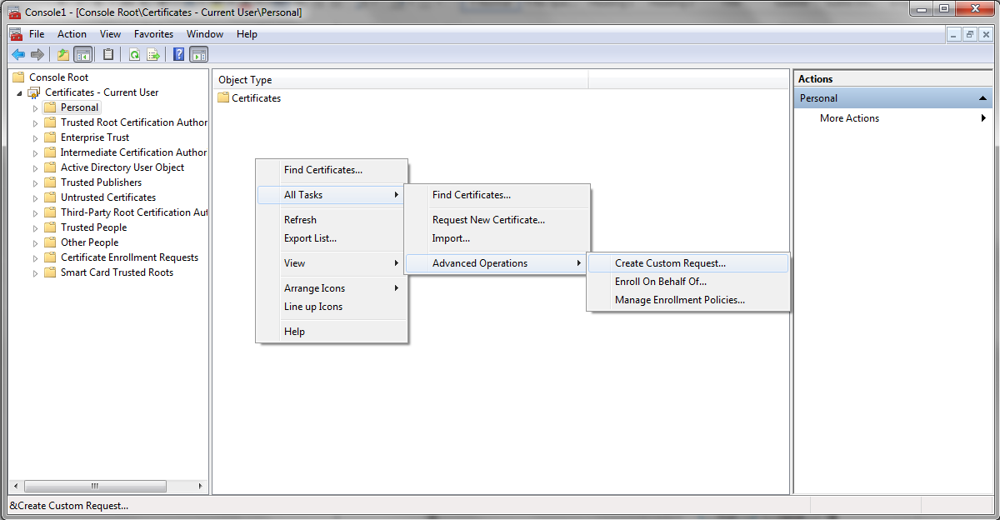 Console1 - [Console Root\Certificates - Current User\Personal]
File Action View Favorites Window Help
Console Root
Certificates - Current User
Personal
Trusted Root Certification Author
Enterprise Trust
Intermediate Certification Author
Active Directory User Object
Trusted Publishers
Untrusted Certificates
Third-Party Root Certification Aut
Trusted People
Other People
Certificate Enrollment Requests
Smart Card Trusted Roots
Object Type
Certificates
Find Certificates...
All Tasks
Refresh
Export List...
View
Arrange Icons
Line up Icons
Help
Find Certificates...
Request New Certificate...
Import...
Advanced Operations
Create Custom Request...
Enroll On Behalf Of...
Manage Enrollment Policies...
Actions
Personal
More Actions
&Create Custom Request...